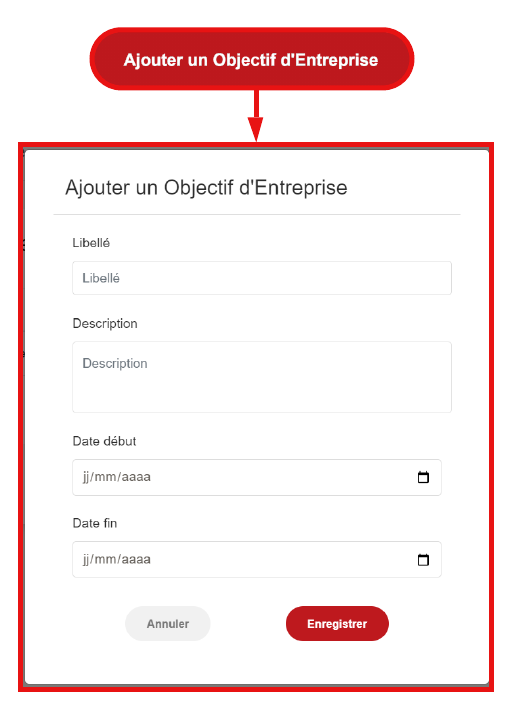 Ajouter un Objectif d'Entreprise
Ajouter un Objectif d'Entreprise
Libellé
Libellé
Description
Description
Date début
jj/mm/aaaa
Date fin
jj/mm/aaaa
Annuler Enregistrer